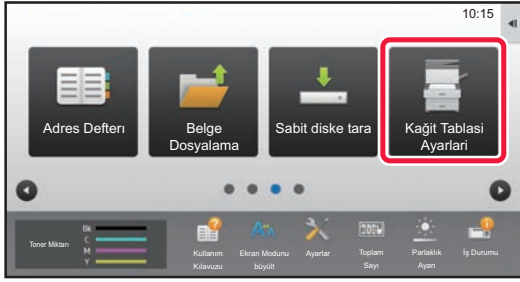 10:15
Adres Defterı
Belge
Dosyalama
Sabit diske tara
Kağit Tablasi
Ayarlari
Toner Miktarı
Bk
C
M
Y
Kullanım
Kılavuzu
Ekran Modunu
büyült
Ayarlar
Toplam
Sayı
Parlaklık
Ayarı
İş Durumu